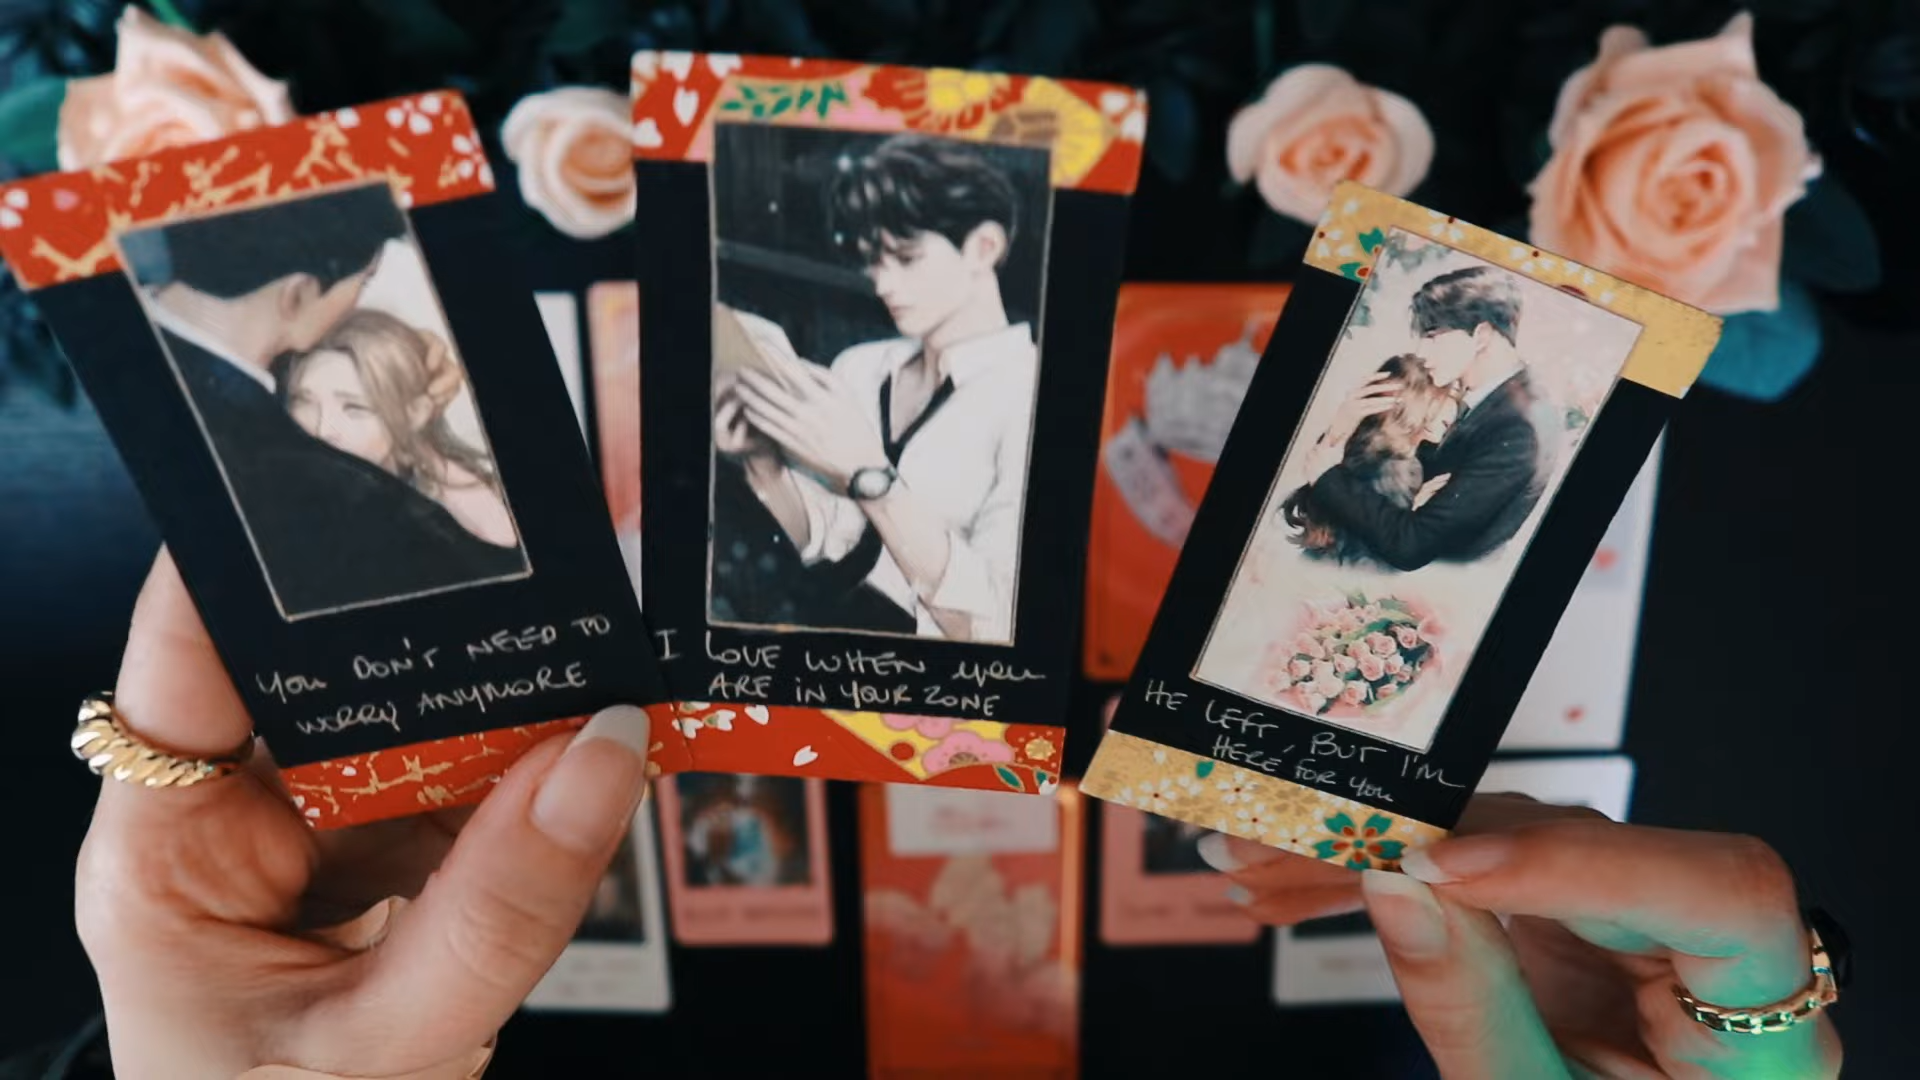 You DON'T NEED TO
WORRY ANYMORE
I LOVE WHEN you
ARE iN YOUR ZONE
HE LEFT, BUT I'M
HERE FOR YOU